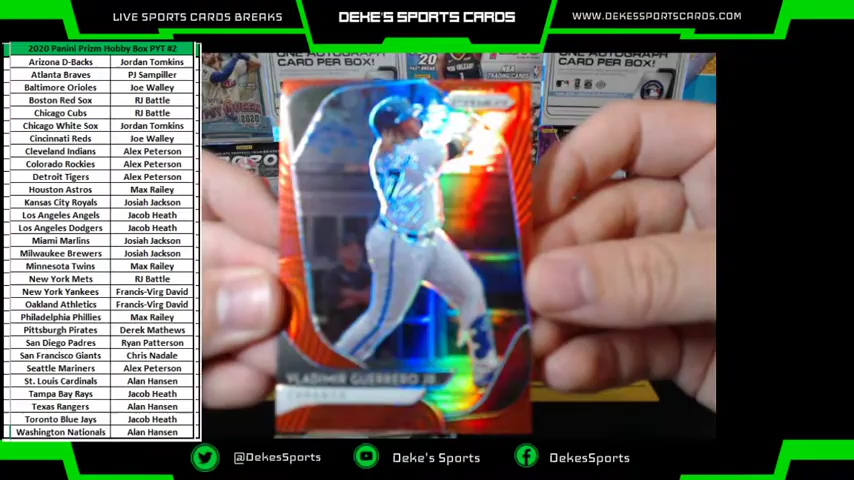 LIVE SPORTS CARDS BREAKS
DEKE'S SPORTS CARDS
WWW.DEKESSPORTSCARDS.COM
2020 Panini Prizm Hobby Box PYT #2
Arizona D-Backs Jordan Tomkins
Atlanta Braves PJ Sampiller
Baltimore Orioles Joe Walley
Boston Red Sox RJ Battle
Chicago Cubs RJ Battle
Chicago White Sox Jordan Tomkins
Cincinnati Reds Joe Walley
Cleveland Indians Alex Peterson
Colorado Rockies Alex Peterson
Detroit Tigers Alex Peterson
Houston Astros Max Railey
Kansas City Royals Josiah Jackson
Los Angeles Angels Jacob Heath
Los Angeles Dodgers Jacob Heath
Miami Marlins Josiah Jackson
Milwaukee Brewers Josiah Jackson
Minnesota Twins Max Railey
New York Mets RJ Battle
New York Yankees Francis-Virg David
Oakland Athletics Francis-Virg David
Philadelphia Phillies Max Railey
Pittsburgh Pirates Derek Mathews
San Diego Padres Ryan Patterson
San Francisco Giants Chris Nadale
Seattle Mariners Alex Peterson
St. Louis Cardinals Alan Hansen
Tampa Bay Rays Jacob Heath
Texas Rangers Alan Hansen
Toronto Blue Jays Jacob Heath
Washington Nationals Alan Hansen
ONE AUTOGRAPH
CARD PER BOX!
ONE AUTOGRAPH
CARD PER BOX!
20
2020
PRIZM
VLADIMIR GUERRERO JR.
TORONTO
@DekesSports
Deke's Sports
DekesSports